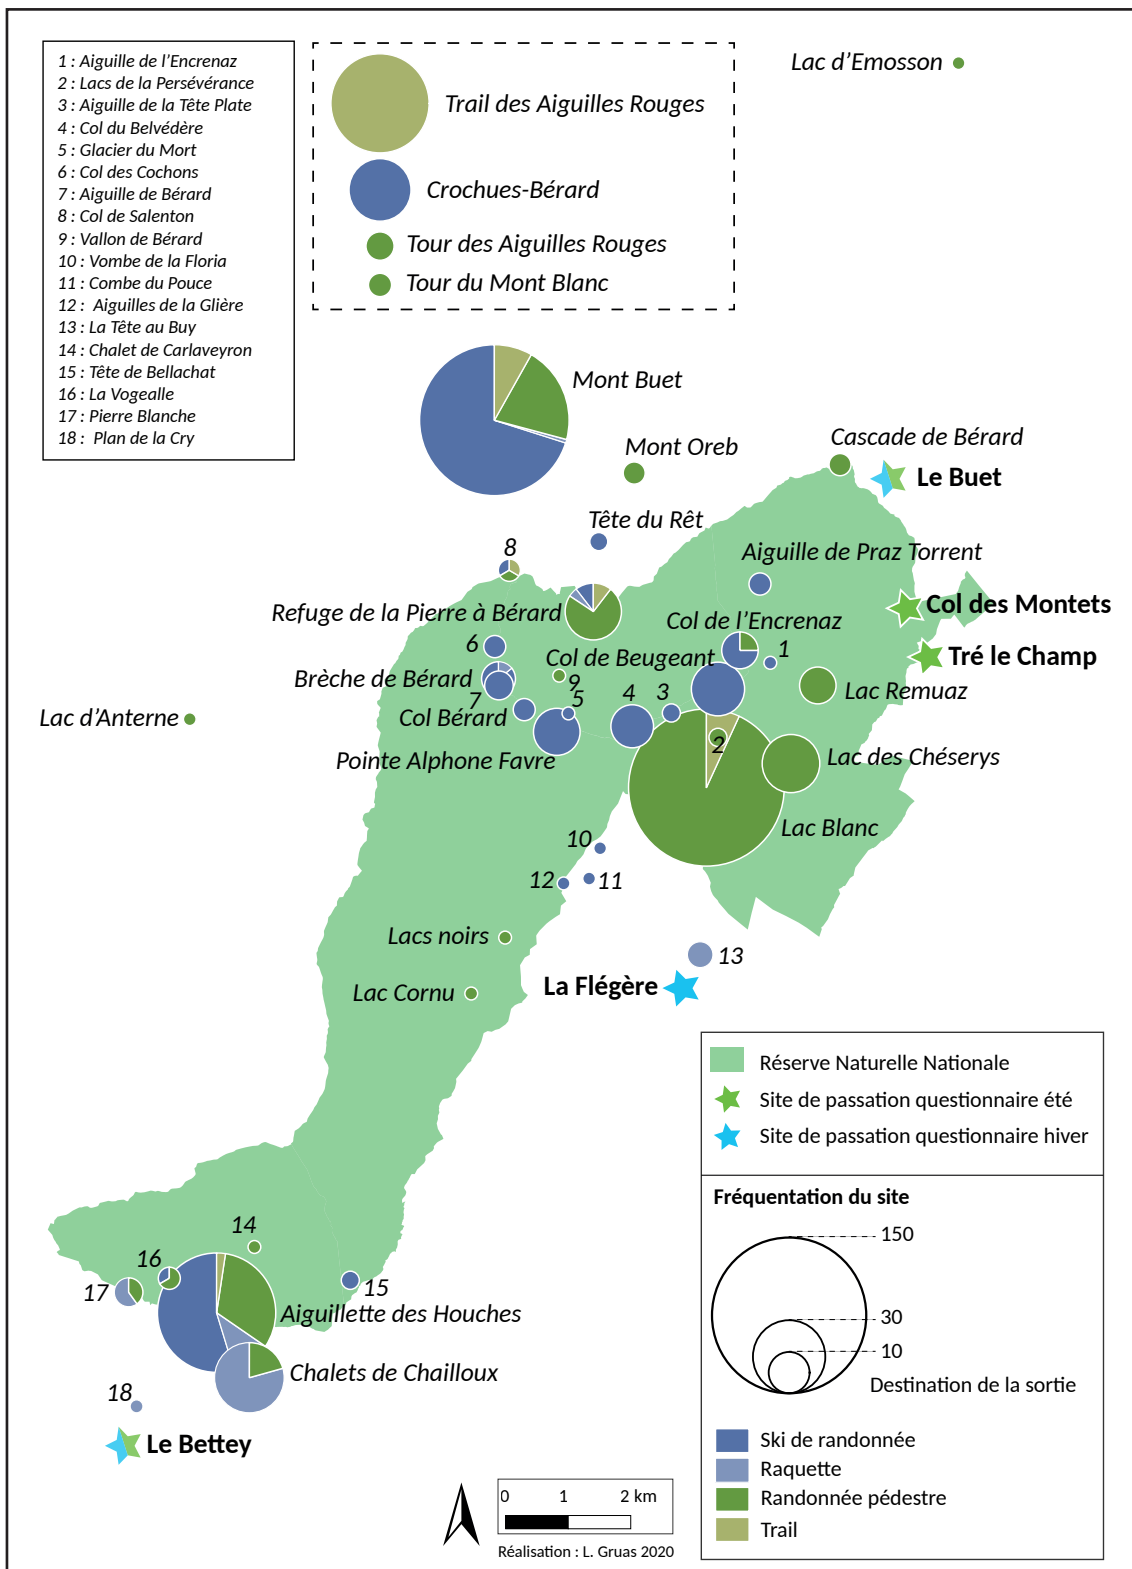 1 : Aiguille de l'Encrenaz
2 : Lacs de la Persévérance
3 : Aiguille de la Tête Plate
4 : Col du Belvédère
5 : Glacier du Mort
6 : Col des Cochons
7 : Aiguille de Bérard
8 : Col de Salenton
9 : Vallon de Bérard
10 : Vombe de la Floria
11 : Combe du Pouce
12 : Aiguilles de la Glière
13 : La Tête au Buy
14 : Chalet de Carlaveyron
15 : Tête de Bellachat
16 : La Vogealle
17 : Pierre Blanche
18 : Plan de la Cry
Trail des Aiguilles Rouges
Crochues-Bérard
Tour des Aiguilles Rouges
Tour du Mont Blanc
Lac d'Emosson
Mont Buet
Mont Oreb
Cascade de Bérard
Le Buet
Tête du Rêt
8
Aiguille de Praz Torrent
Refuge de la Pierre à Bérard
Col des Montets
Col de l'Encrenaz
6
1
Col de Beugeant
Tré le Champ
Brèche de Bérard
9
7
5
4
3
Lac Remuaz
Lac d'Anterne
Col Bérard
2
Pointe Alphone Favre
Lac des Chéserys
Lac Blanc
10
12
11
Lacs noirs
13
La Flégère
Lac Cornu
14
16
17
15
Aiguillette des Houches
Chalets de Chailloux
18
Le Bettey
Réserve Naturelle Nationale
Site de passation questionnaire été
Site de passation questionnaire hiver
Fréquentation du site
150
30
10
Destination de la sortie
Ski de randonnée
Raquette
Randonnée pédestre
Trail
0 1 2 km
Réalisation : L. Gruas 2020